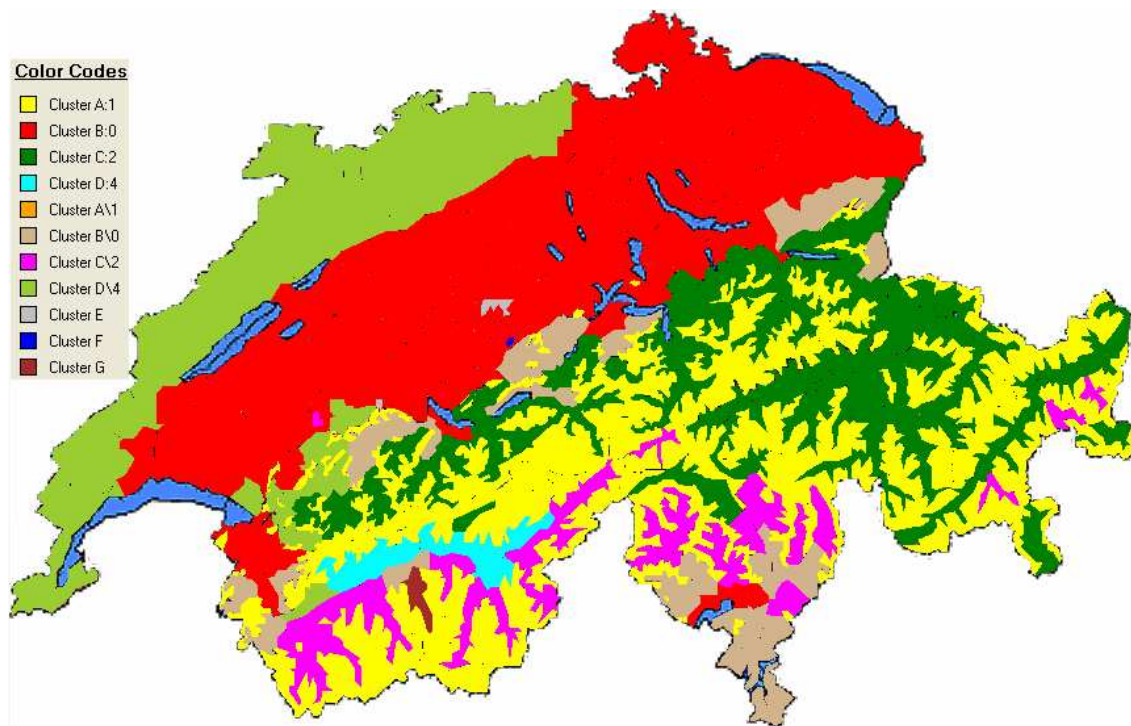 Color Codes
Cluster A:1
Cluster B:0
Cluster C:2
Cluster D:4
Cluster A\1
Cluster B\0
Cluster C\2
Cluster D\4
Cluster E
Cluster F
Cluster G